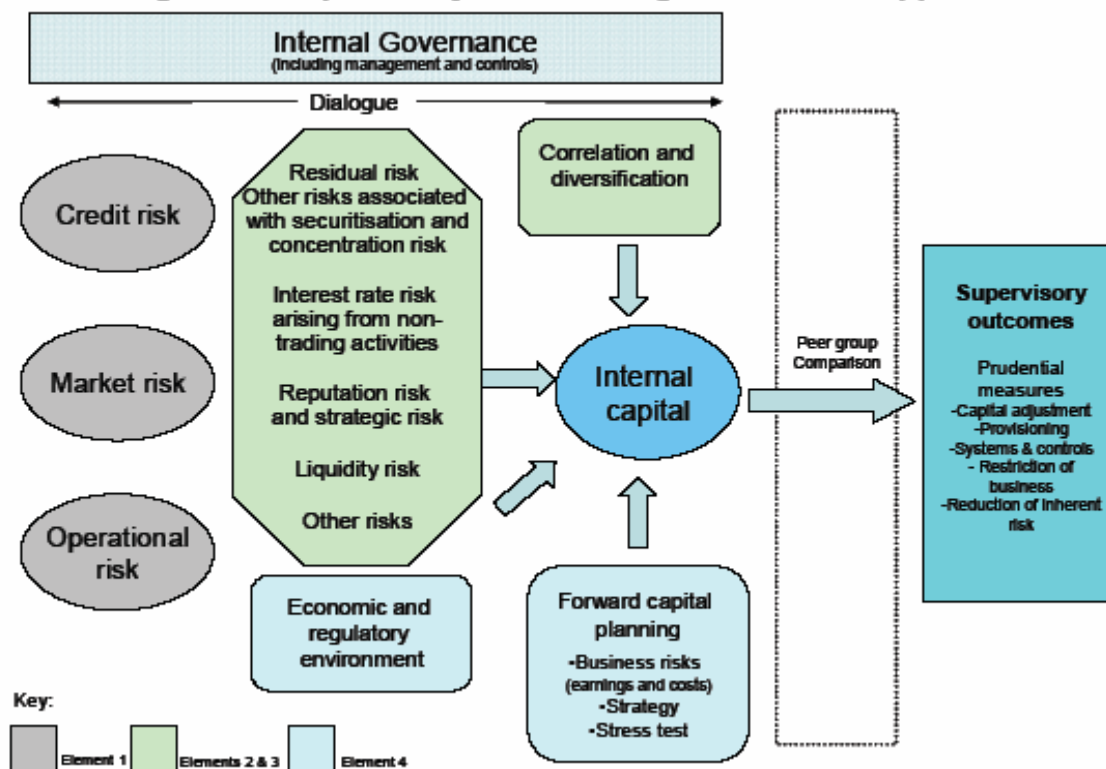 Internal Governance
(including management and controls)
Dialogue
Credit risk
Market risk
Operational
risk
Residual risk
Other risks associated
with securitisation and
concentration risk
Interest rate risk
arising from non-
trading activities
Reputation risk
and strategic risk
Liquidity risk
Other risks
Economic and
regulatory
environment
Correlation and
diversification
Internal
capital
Forward capital
planning
-Business risks
(earnings and costs)
-Strategy
-Stress test
Peer group
Comparison
Supervisory
outcomes
Prudential
measures
-Capital adjustment
-Provisioning
-Systems & controls
- Restriction of
business
-Reduction of inherent
risk
Key:
Element 1
Elements 2 & 3
Element 4